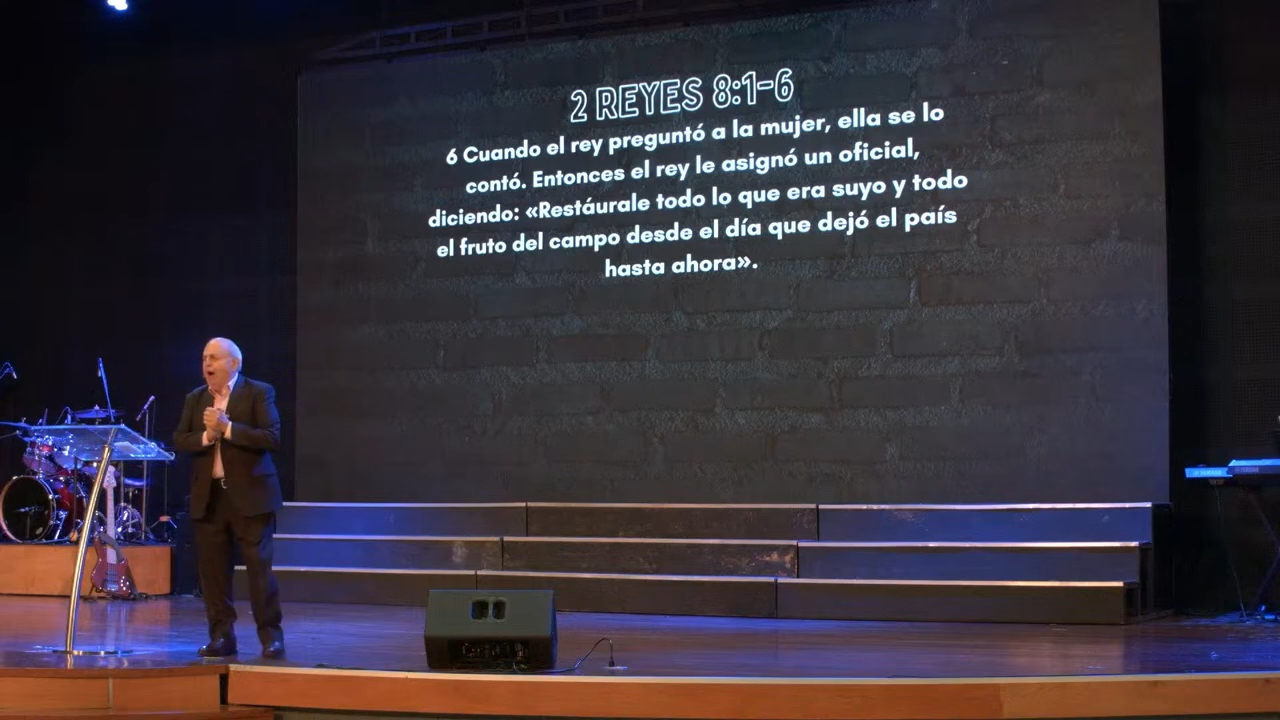 2 REYES 8:1-6
6 Cuando el rey preguntó a la mujer, ella se lo
contó. Entonces el rey le asignó un oficial,
diciendo: «Restáurale todo lo que era suyo y todo
el fruto del campo desde el día que dejó el país
hasta ahora».